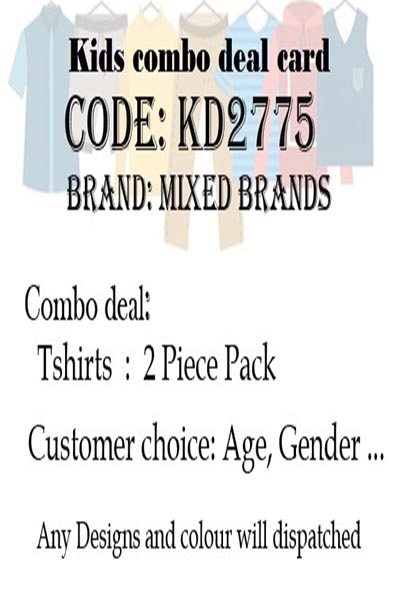 Kids combo deal card
CODE: KD2775
BRAND: MIXED BRANDS
Combo deal:
Tshirts : 2 Piece Pack
Customer choice: Age, Gender ...
Any Designs and colour will dispatched